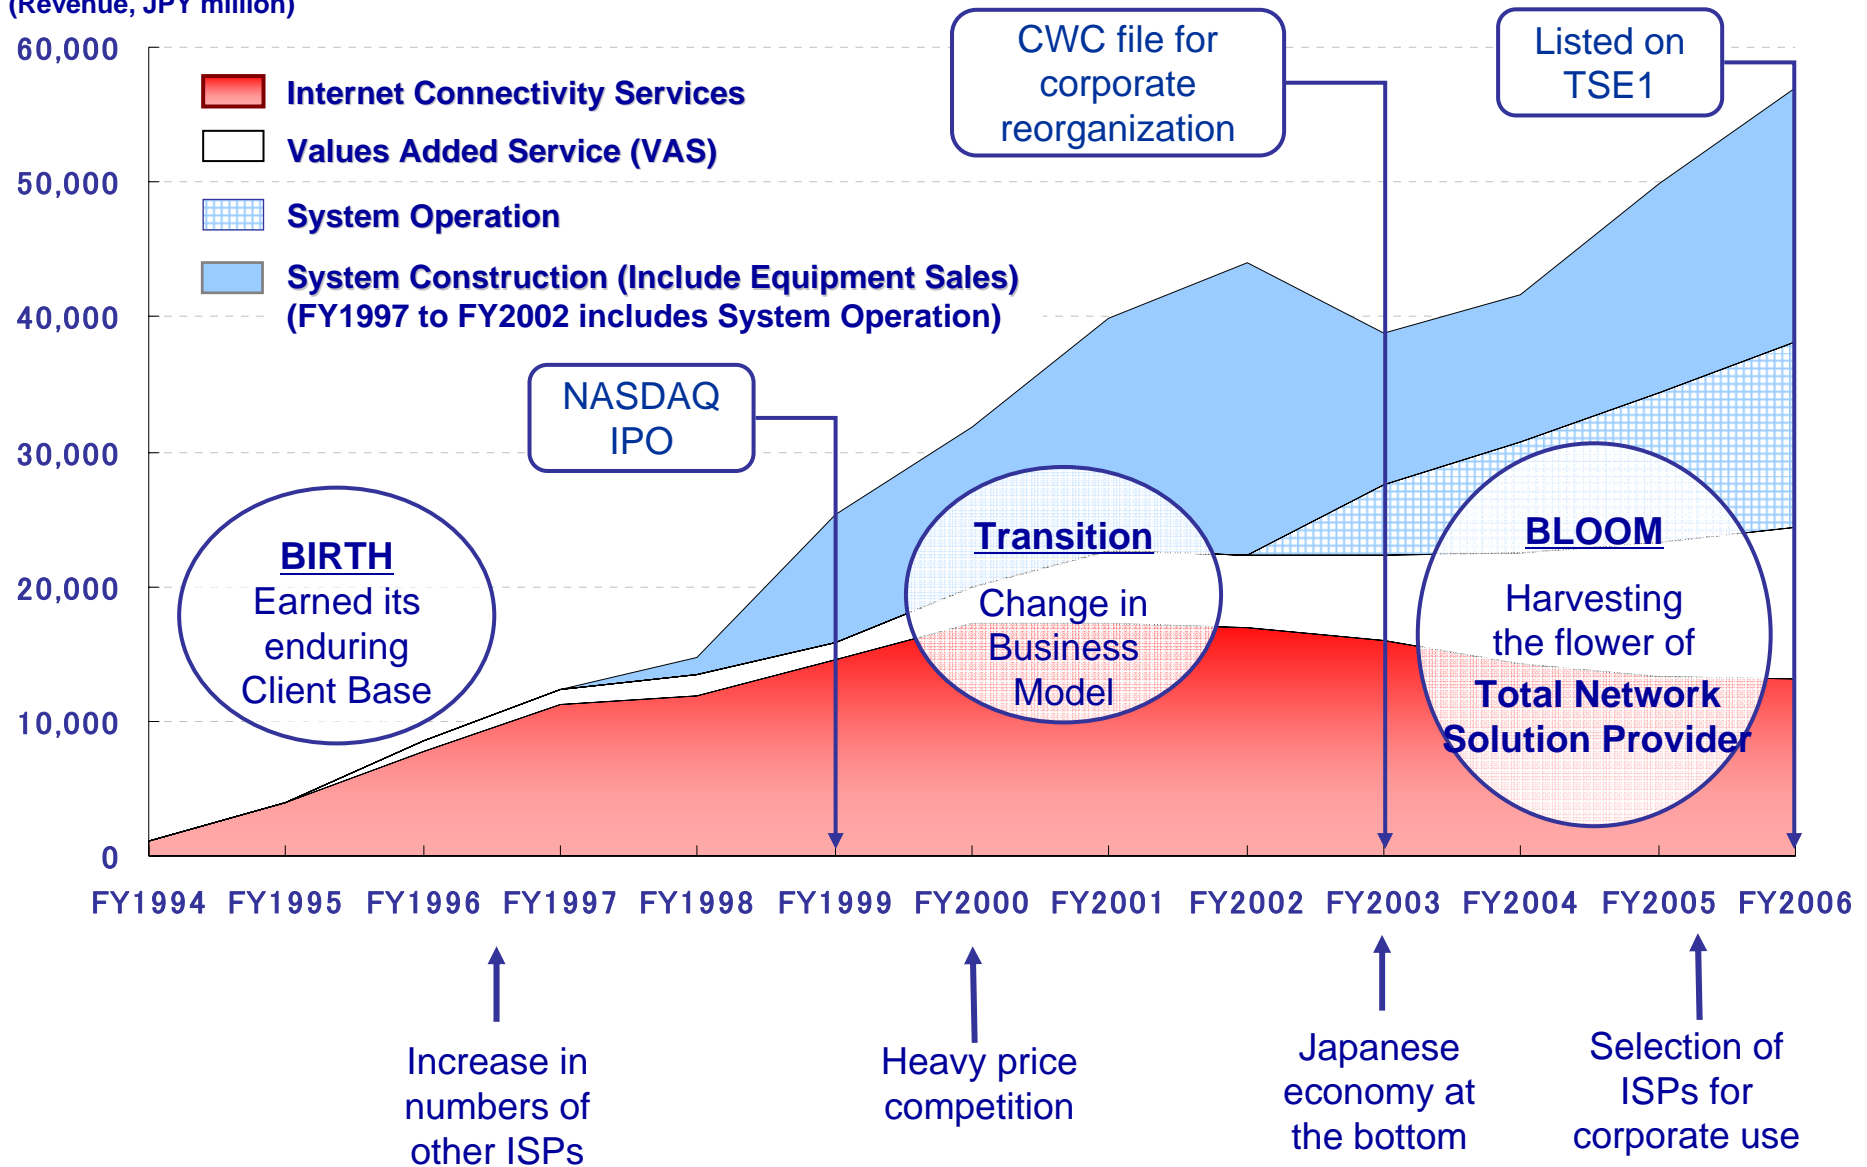 (Revenue, JPY million)
60,000
50,000
40,000
30,000
20,000
10,000
0
Internet Connectivity Services
Values Added Service (VAS)
System Operation
System Construction (Include Equipment Sales)
(FY1997 to FY2002 includes System Operation)
CWC file for
corporate
reorganization
Listed on
TSE1
NASDAQ
IPO
BIRTH
Earned its
enduring
Client Base
Transition
Change in
Business
Model
BLOOM
Harvesting
the flower of
Total Network
Solution Provider
FY1994 FY1995 FY1996 FY1997 FY1998 FY1999 FY2000 FY2001 FY2002 FY2003 FY2004 FY2005 FY2006
Increase in
numbers of
other ISPs
Heavy price
competition
Japanese
economy at
the bottom
Selection of
ISPs for
corporate use